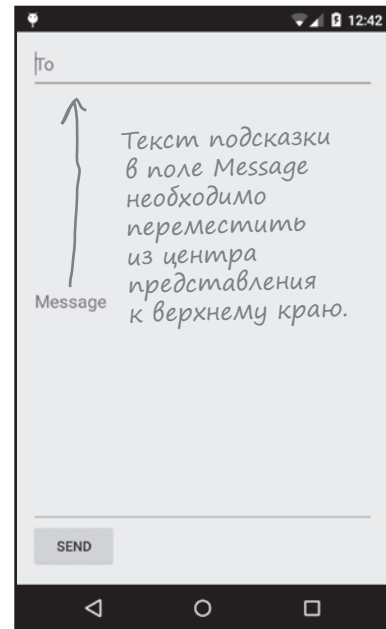 12:42
To
Текст подсказки
в поле Message
необходимо
переместить
из центра
представления
к верхнему краю.
Message
SEND